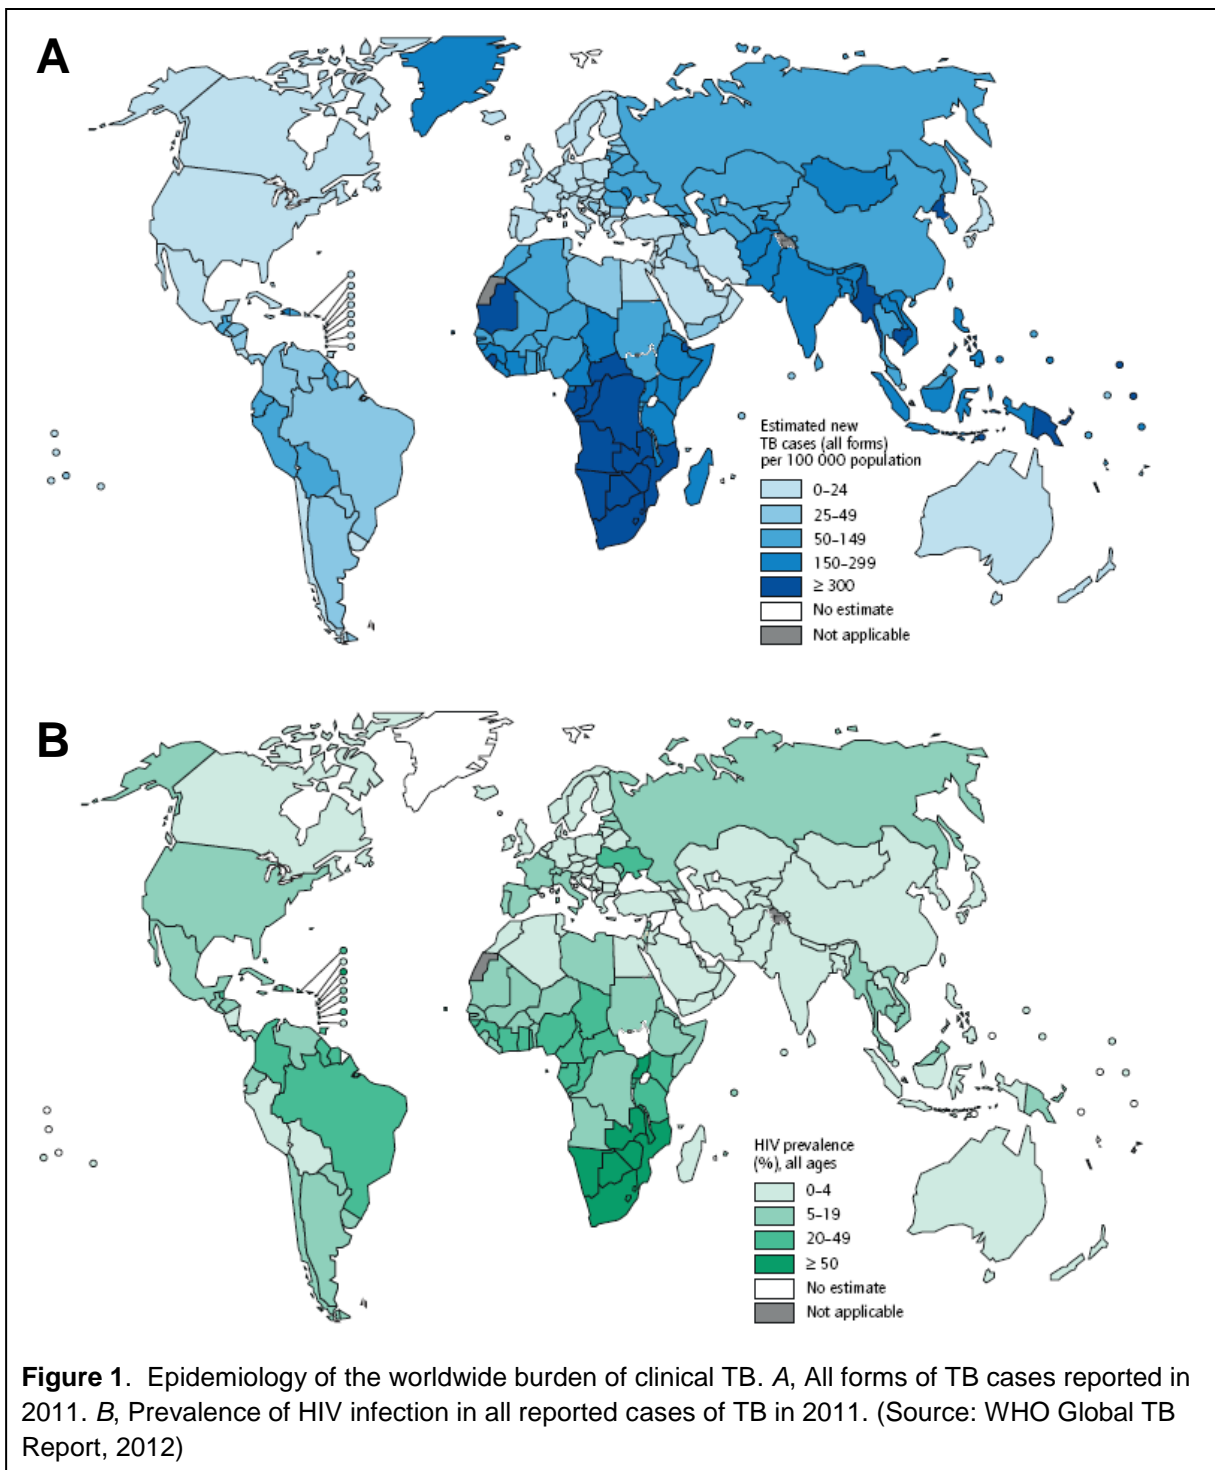 A
Estimated new
TB cases (all forms)
per 100 000 population
0–24
25–49
50–149
150–299
≥ 300
No estimate
Not applicable
B
HIV prevalence
(%), all ages
0–4
5–19
20–49
≥ 50
No estimate
Not applicable
Figure 1. Epidemiology of the worldwide burden of clinical TB. A, All forms of TB cases reported in
2011. B, Prevalence of HIV infection in all reported cases of TB in 2011. (Source: WHO Global TB
Report, 2012)